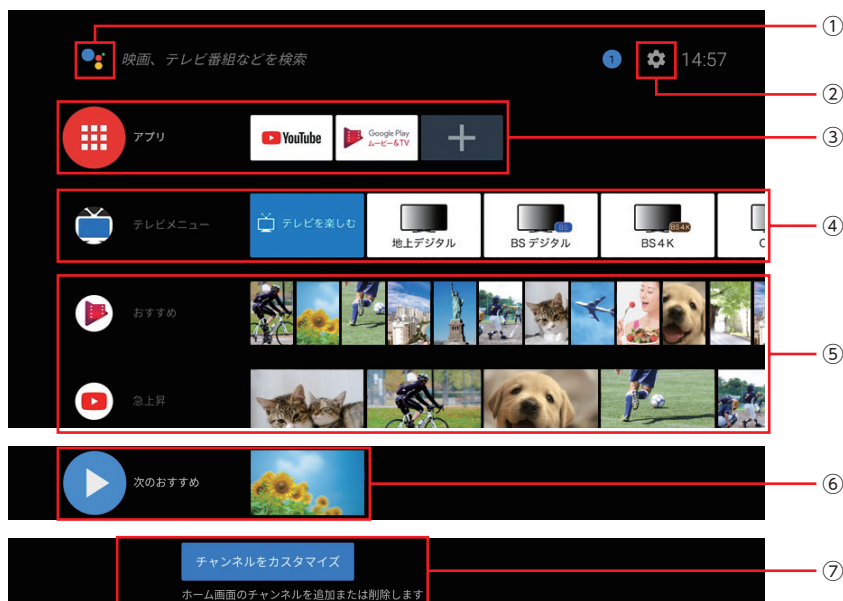 ①
映画、テレビ番組などを検索
1
14:57
②
アプリ
YouTube
Google Play
ムービー&TV
③
テレビメニュー
テレビを楽しむ
地上デジタル
BS
BS デジタル
BS4K
BS4K
C
④
おすすめ
⑤
急上昇
次のおすすめ
⑥
チャンネルをカスタマイズ
⑦
ホーム画面のチャンネルを追加または削除します